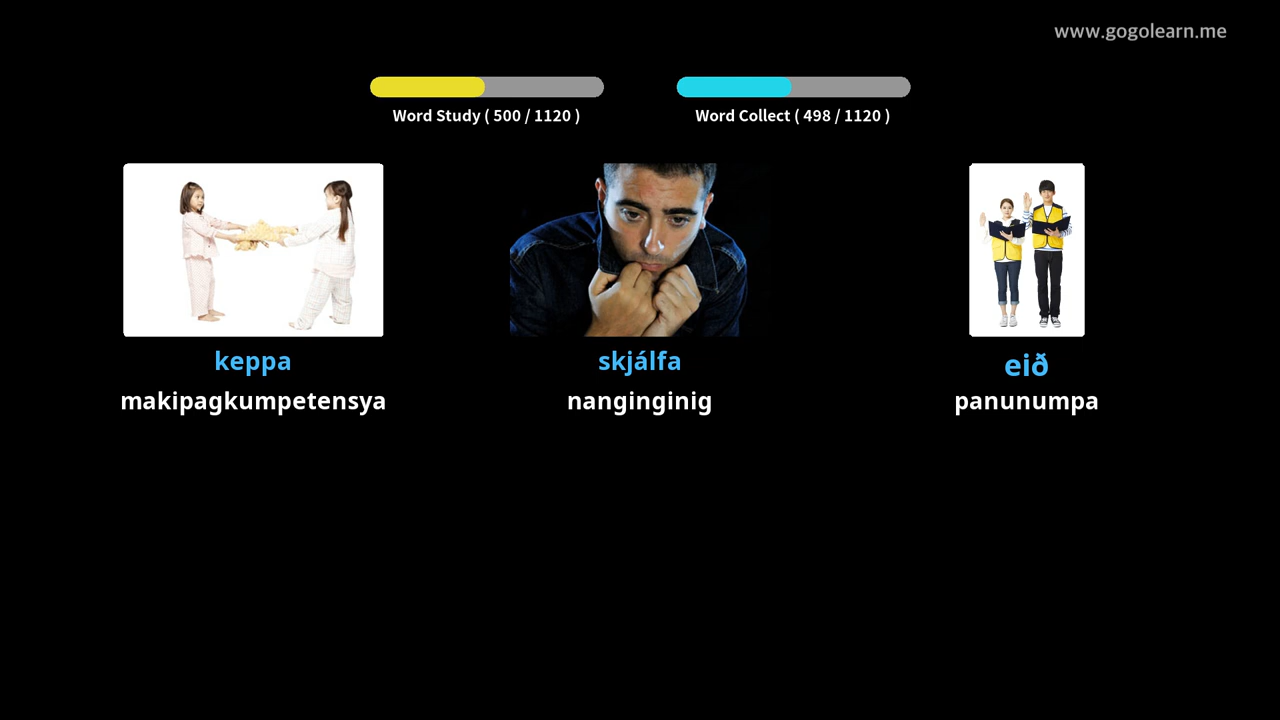 www.gogolearn.me
Word Study ( 500 / 1120 )
Word Collect ( 498 / 1120 )
keppa
makipagkumpetensya
skjálfa
nanginginig
eið
panunumpa